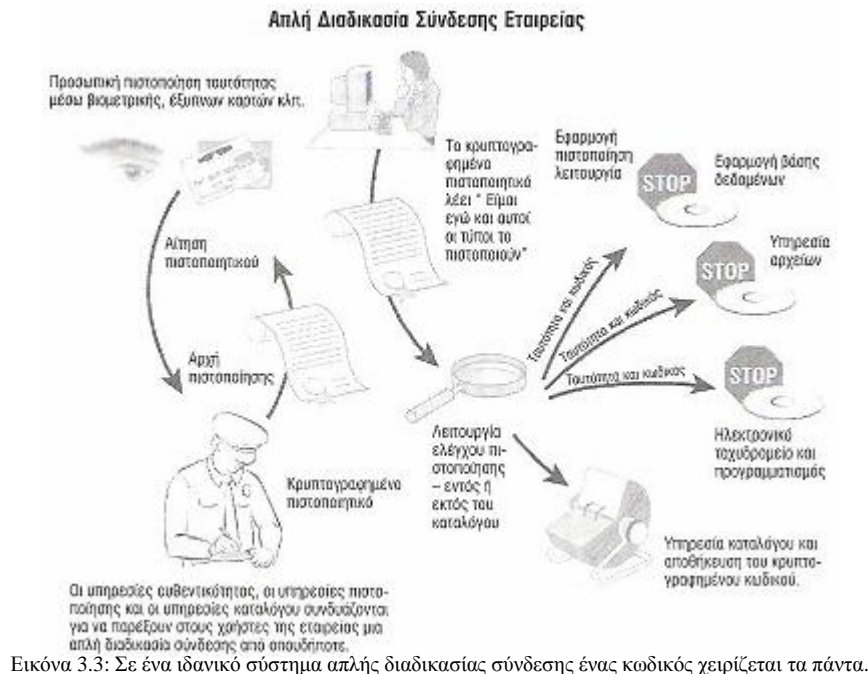 Απλή Διαδικασία Σύνδεσης Εταιρείας
Προσωπική πιστοποίηση ταυτότητας
μέσω βιομετρικής, έξυπνων καρτών κλπ.
Το κρυπτογρα-
φημένο
πιστοποιητικό
λέει " Είμαι
εγώ και αυτοί
οι τύποι το
πιστοποιούν"
Εφαρμογή
πιστοποίηση
λειτουργία
STOP
Εφαρμογή βάσης
δεδομένων
Αίτηση
πιστοποιητικού
STOP
Υπηρεσία
αρχείων
Ταυτότητα και κωδικός
Ταυτότητα και κωδικός
Ταυτότητα και κωδικός
Αρχή
πιστοποίησης
STOP
Ηλεκτρονικό
ταχυδρομείο και
προγραμματισμός
Λειτουργία
ελέγχου πι-
στοποίησης
– εντός ή
εκτός του
καταλόγου
Κρυπτογραφημένο
πιστοποιητικό
Υπηρεσία καταλόγου και
αποθήκευση του κρυπτο-
γραφημένου κωδικού.
Οι υπηρεσίες αυθεντικότητας, οι υπηρεσίες πιστο-
ποίησης και οι υπηρεσίες καταλόγου συνδυάζονται
για να παρέξουν στους χρήστες της εταιρείας μια
απλή διαδικασία σύνδεσης από οπουδήποτε.
Εικόνα 3.3: Σε ένα ιδανικό σύστημα απλής διαδικασίας σύνδεσης ένας κωδικός χειρίζεται τα πάντα.